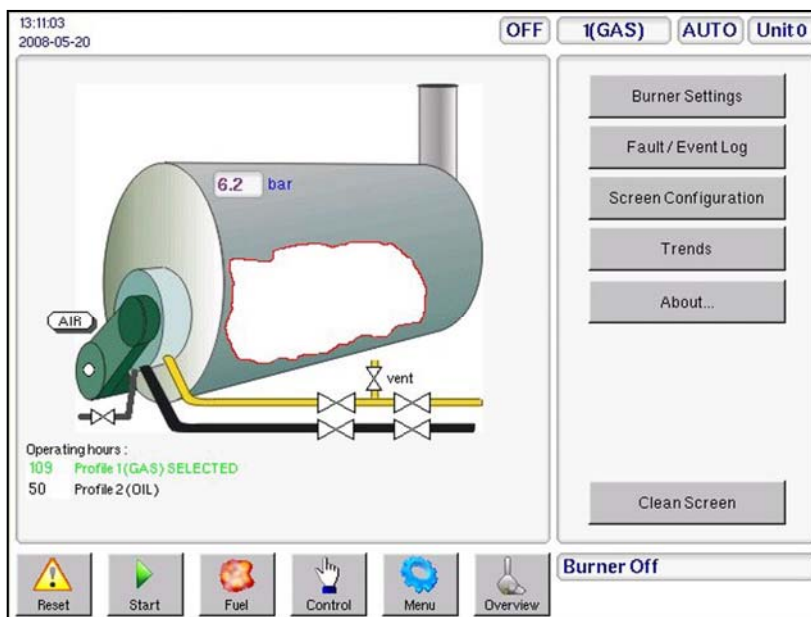 13:11:03
2008-05-20
OFF
1(GAS)
AUTO
Unit 0
6.2 bar
AIR
vent
Operating hours :
109 Profile 1(GAS) SELECTED
50 Profile 2 (OIL)
Burner Settings
Fault / Event Log
Screen Configuration
Trends
About...
Clean Screen
Reset
Start
Fuel
Control
Menu
Overview
Burner Off